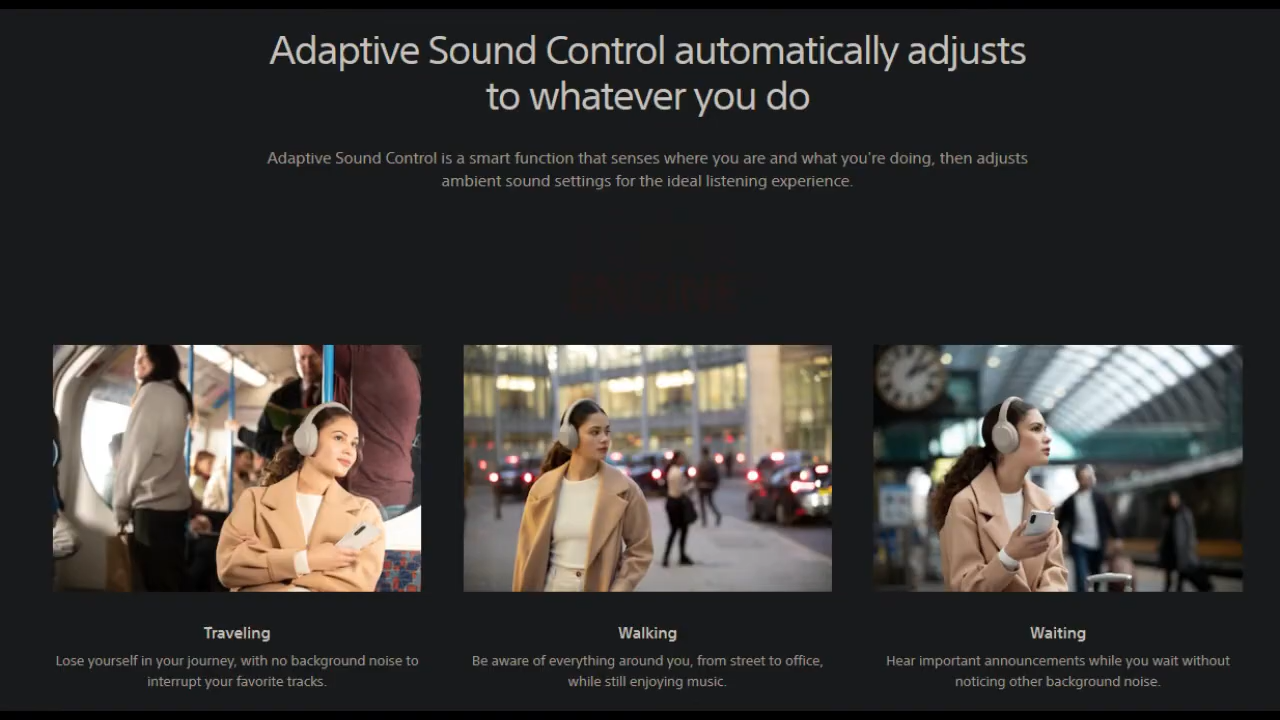 Adaptive Sound Control automatically adjusts
to whatever you do
Adaptive Sound Control is a smart function that senses where you are and what you're doing, then adjusts
ambient sound settings for the ideal listening experience.
Traveling
Lose yourself in your journey, with no background noise to
interrupt your favorite tracks.
Walking
Be aware of everything around you, from street to office,
while still enjoying music.
Waiting
Hear important announcements while you wait without
noticing other background noise.